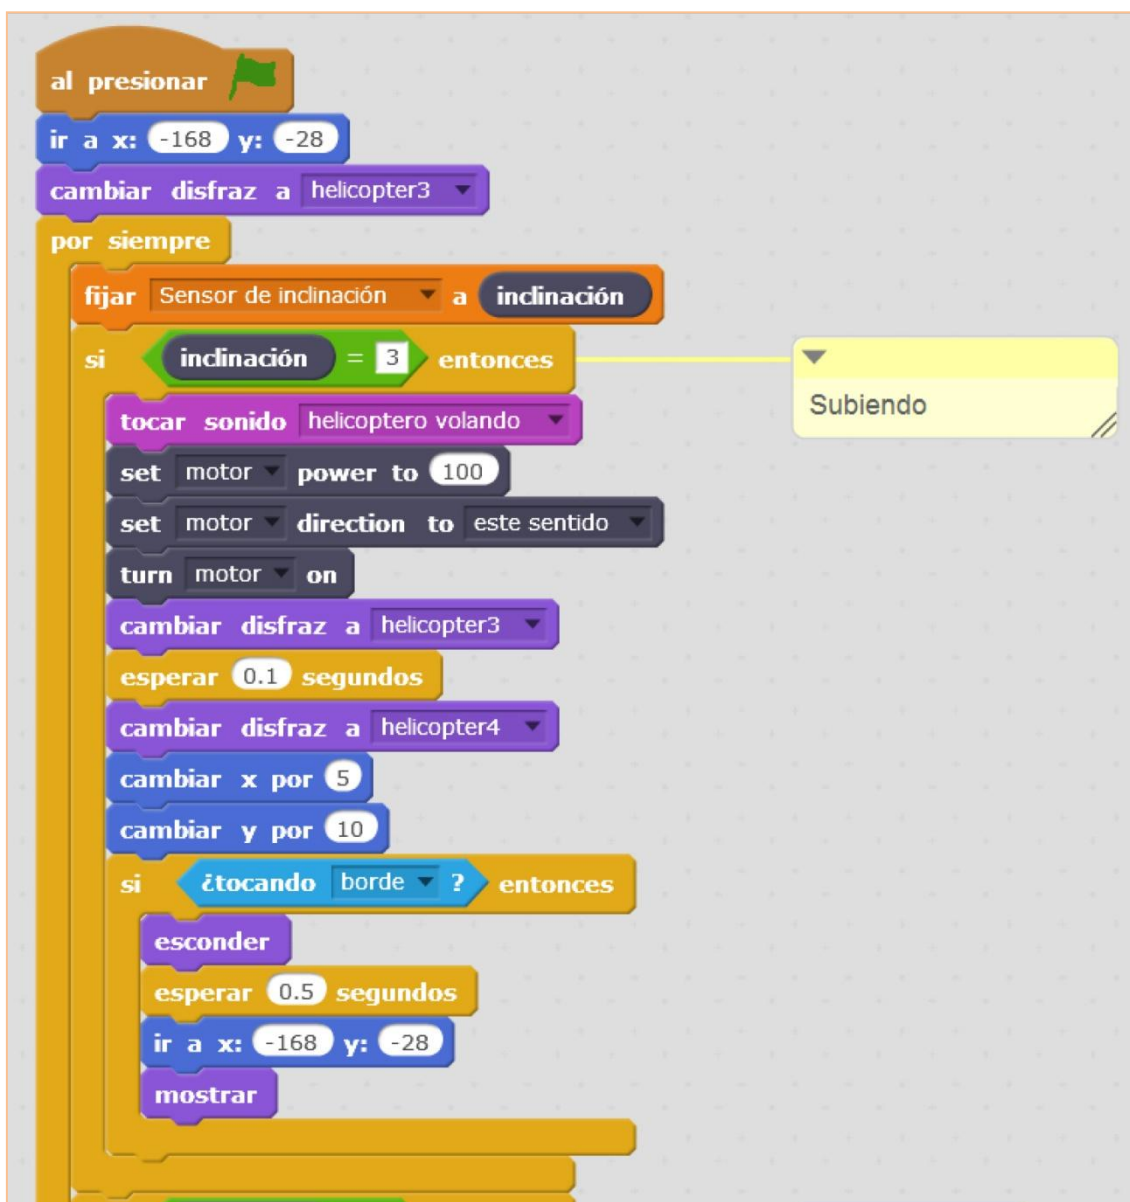 al presionar
ir a x: -168 y: -28
cambiar disfraz a helicopter3
por siempre
fijar Sensor de inclinación a inclinación
si inclinación = 3 entonces
Subiendo
tocar sonido helicoptero volando
set motor power to 100
set motor direction to este sentido
turn motor on
cambiar disfraz a helicopter3
esperar 0.1 segundos
cambiar disfraz a helicopter4
cambiar x por 5
cambiar y por 10
si ¿tocando borde ? entonces
esconder
esperar 0.5 segundos
ir a x: -168 y: -28
mostrar